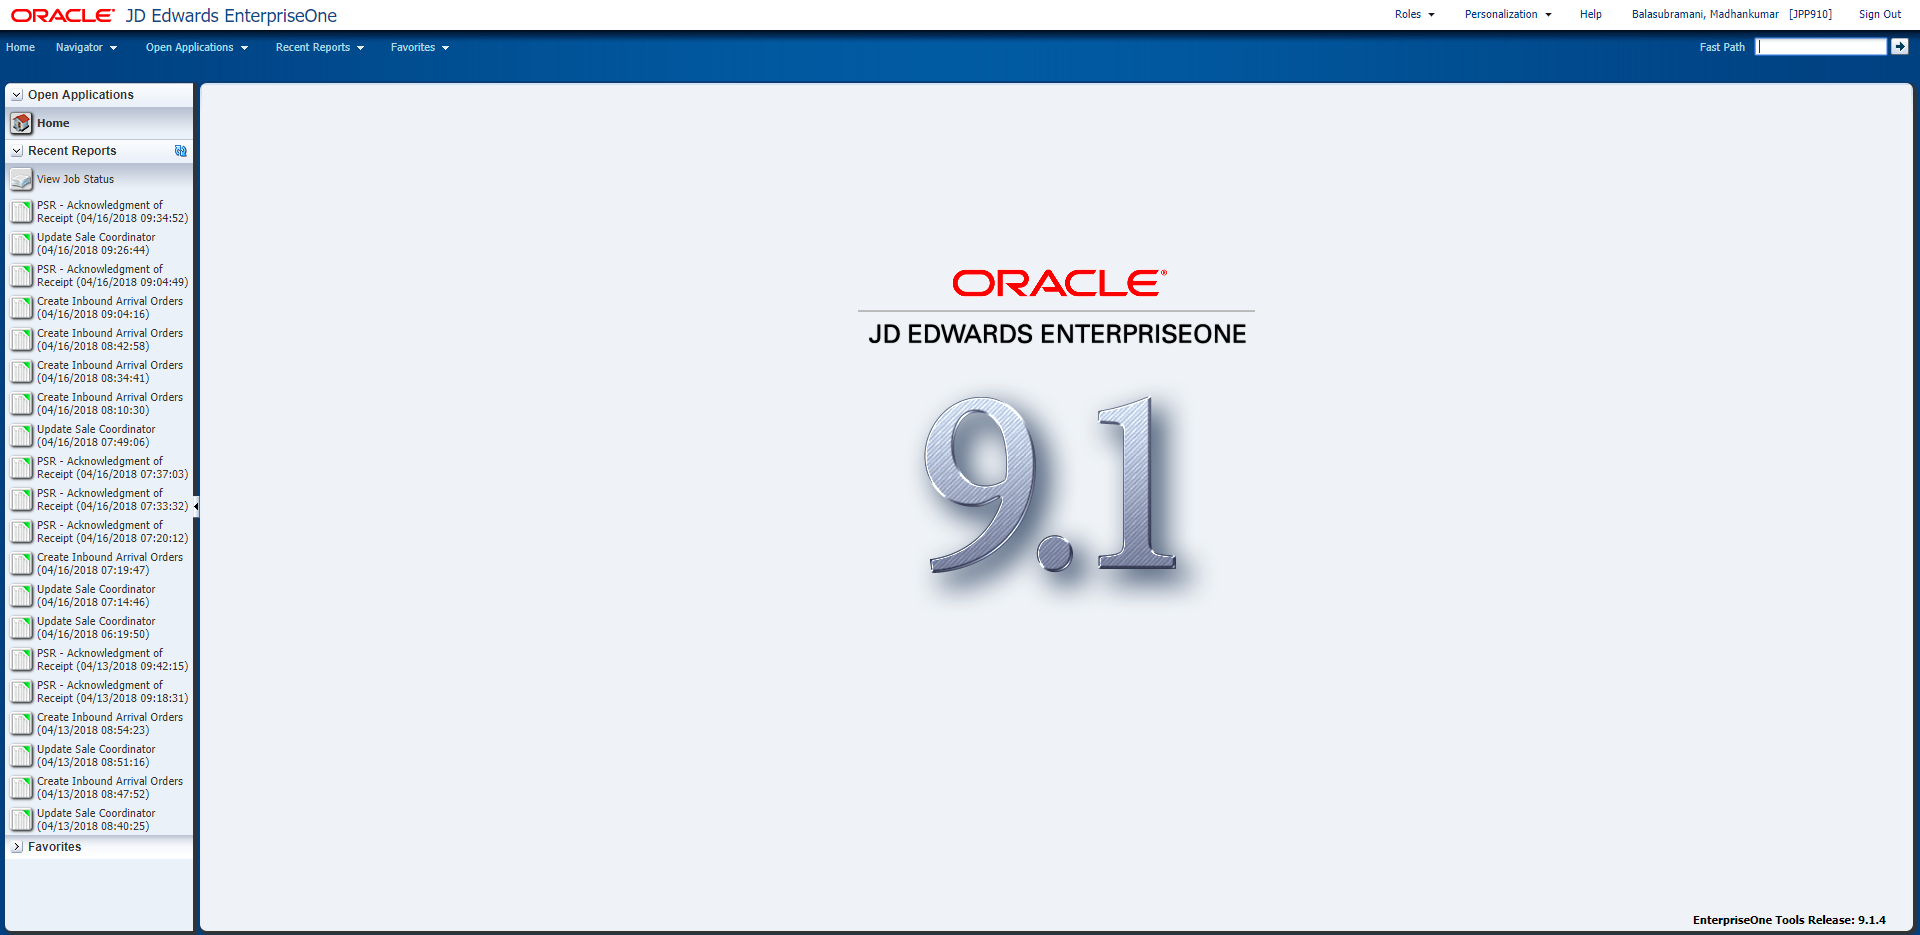 ORACLE® JD Edwards EnterpriseOne
Roles Personalization Help Balasubramani, Madhankumar [JPP910] Sign Out
Home Navigator Open Applications Recent Reports Favorites Fast Path
Open Applications
Home
Recent Reports
View Job Status
PSR - Acknowledgment of
Receipt (04/16/2018 09:34:52)
Update Sale Coordinator
(04/16/2018 09:26:44)
PSR - Acknowledgment of
Receipt (04/16/2018 09:04:49)
Create Inbound Arrival Orders
(04/16/2018 09:04:16)
Create Inbound Arrival Orders
(04/16/2018 08:42:58)
Create Inbound Arrival Orders
(04/16/2018 08:34:41)
Create Inbound Arrival Orders
(04/16/2018 08:10:30)
Update Sale Coordinator
(04/16/2018 07:49:06)
PSR - Acknowledgment of
Receipt (04/16/2018 07:37:03)
PSR - Acknowledgment of
Receipt (04/16/2018 07:33:32)
PSR - Acknowledgment of
Receipt (04/16/2018 07:20:12)
Create Inbound Arrival Orders
(04/16/2018 07:19:47)
Update Sale Coordinator
(04/16/2018 07:14:46)
Update Sale Coordinator
(04/16/2018 06:19:50)
PSR - Acknowledgment of
Receipt (04/13/2018 09:42:15)
PSR - Acknowledgment of
Receipt (04/13/2018 09:18:31)
Create Inbound Arrival Orders
(04/13/2018 08:54:23)
Update Sale Coordinator
(04/13/2018 08:51:16)
Create Inbound Arrival Orders
(04/13/2018 08:47:52)
Update Sale Coordinator
(04/13/2018 08:40:25)
Favorites
ORACLE®
JD EDWARDS ENTERPRISEONE
9.1
EnterpriseOne Tools Release: 9.1.4